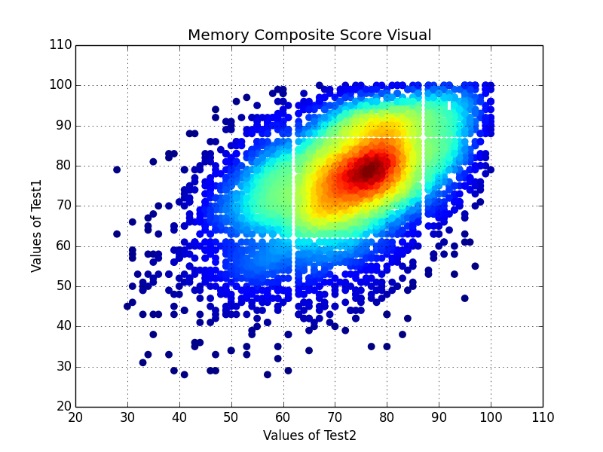 Memory Composite Score Visual
110
100
90
80
70
60
50
40
30
20
Values of Test1
20 30 40 50 60 70 80 90 100 110
Values of Test2